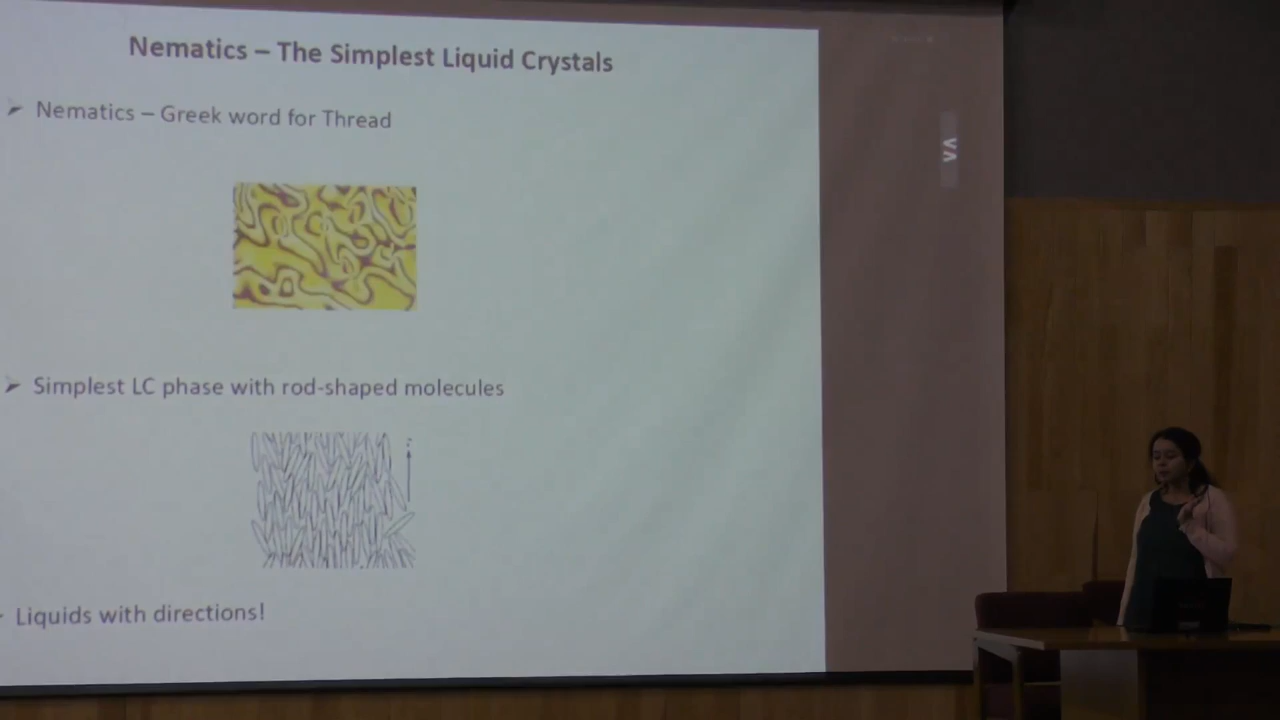 Nematics – The Simplest Liquid Crystals
Nematics – Greek word for Thread
Simplest LC phase with rod-shaped molecules
Liquids with directions!